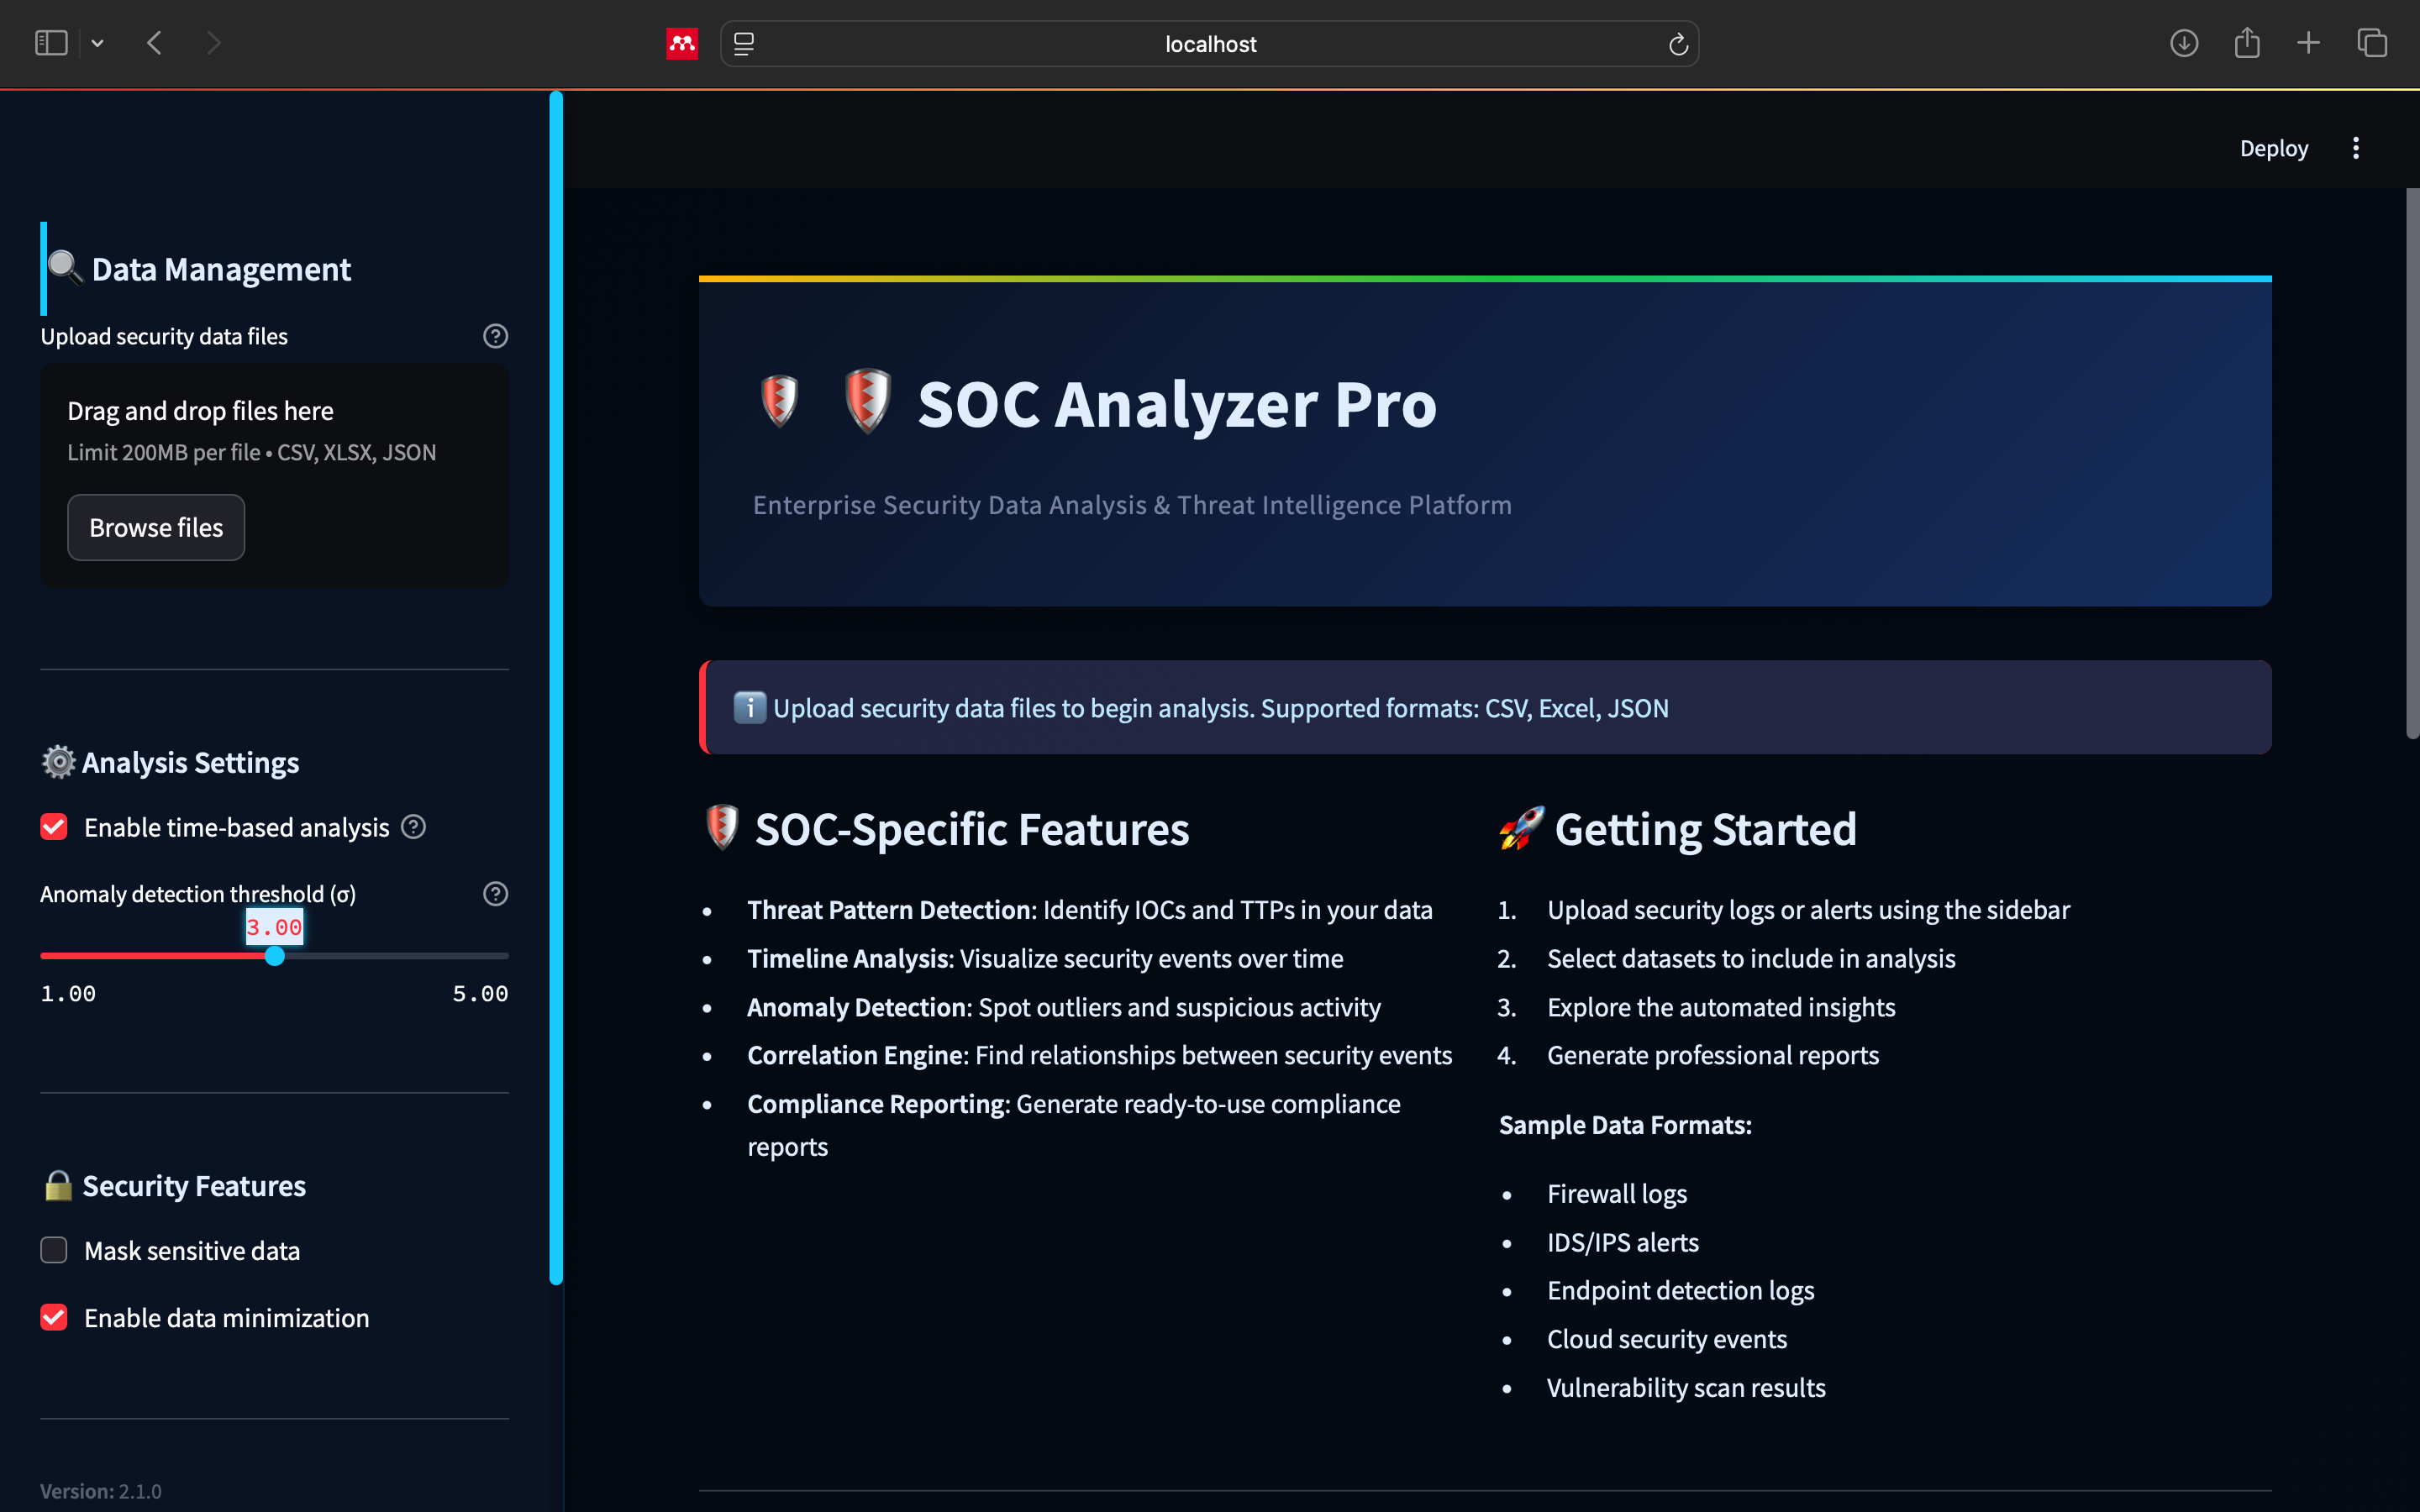 localhost
Deploy
Data Management
Upload security data files
Drag and drop files here
Limit 200MB per file • CSV, XLSX, JSON
Browse files
Analysis Settings
Enable time-based analysis
Anomaly detection threshold (σ)
3.00
1.00 5.00
Security Features
Mask sensitive data
Enable data minimization
Version: 2.1.0
SOC Analyzer Pro
Enterprise Security Data Analysis & Threat Intelligence Platform
Upload security data files to begin analysis. Supported formats: CSV, Excel, JSON
SOC-Specific Features
• Threat Pattern Detection: Identify IOCs and TTPs in your data
• Timeline Analysis: Visualize security events over time
• Anomaly Detection: Spot outliers and suspicious activity
• Correlation Engine: Find relationships between security events
• Compliance Reporting: Generate ready-to-use compliance
reports
Getting Started
1. Upload security logs or alerts using the sidebar
2. Select datasets to include in analysis
3. Explore the automated insights
4. Generate professional reports
Sample Data Formats:
• Firewall logs
• IDS/IPS alerts
• Endpoint detection logs
• Cloud security events
• Vulnerability scan results